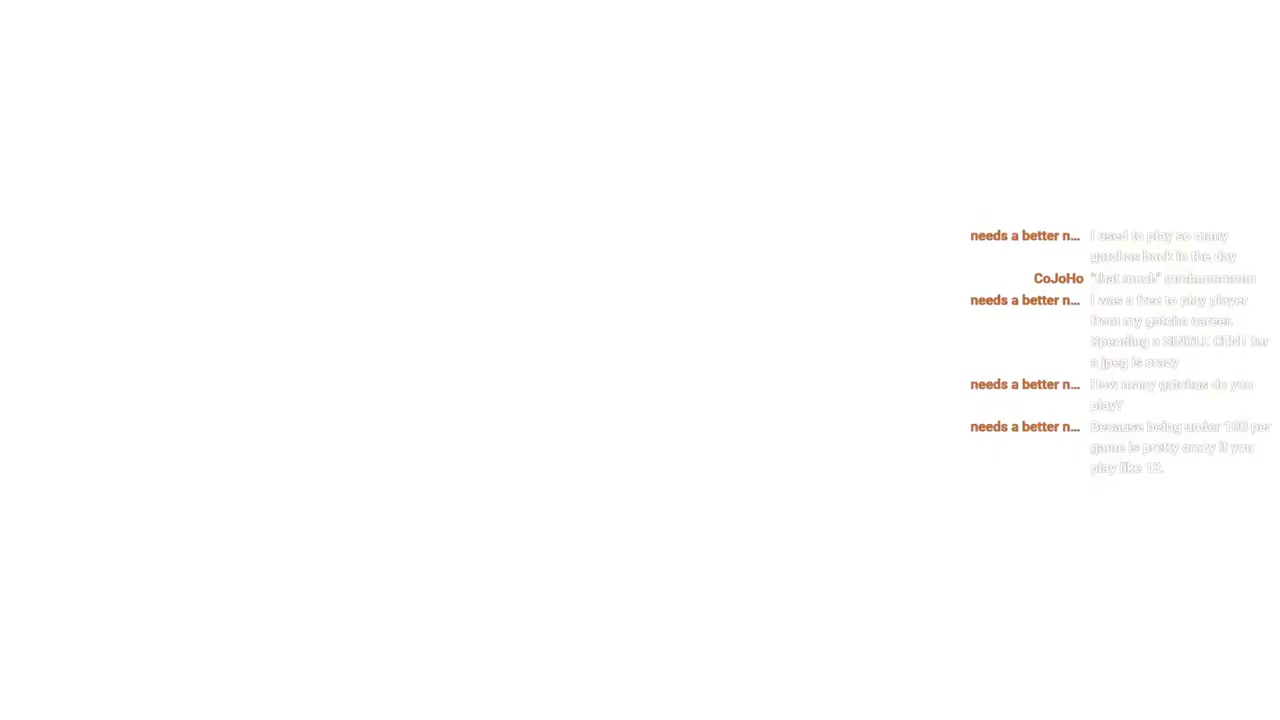 needs a better n... I used to play so many
gatchas back in the day
CoJoHo "that much"
needs a better n... I was a free to play player
from my gatcha career.
Spending a SINGLE CENT for
a jpeg is crazy
needs a better n... How many gatchas do you
play?
needs a better n... Because being under 100 per
game is pretty crazy if you
play like 12.